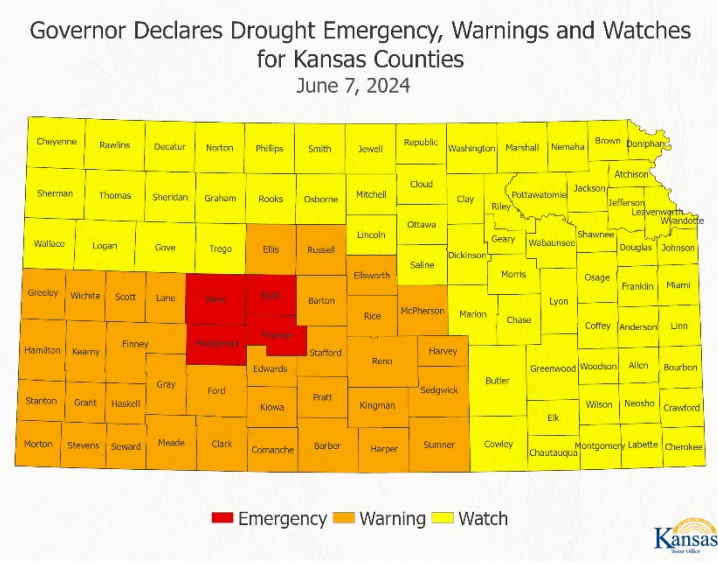 Governor Declares Drought Emergency, Warnings and Watches
for Kansas Counties
June 7, 2024
Cheyenne Rawlins Decatur Norton Phillips Smith Jewell Republic Washington Marshall Nemaha Brown Doniphan
Atchison
Sherman Thomas Sheridan Graham Rooks Osborne Mitchell Cloud Clay Riley Pottawatomie Jackson Jefferson Leavenworth
Wyandotte
Wallace Logan Gove Trego Ellis Russell Lincoln Ottawa Saline Dickinson Geary Wabaunsee Shawnee Douglas Johnson
Greeley Wichita Scott Lane Ness Rush Barton Ellsworth Rice McPherson Marion Morris Chase Lyon Osage Franklin Miami
Hamilton Kearny Finney Hodgeman Pawnee Stafford Reno Harvey Coffey Anderson Linn
Edwards
Stanton Grant Haskell Gray Ford Kiowa Pratt Kingman Sedgwick Butler Greenwood Woodson Allen Bourbon
Elk Wilson Neosho Crawford
Morton Stevens Seward Meade Clark Comanche Barber Harper Sumner Cowley Chautauqua Montgomery Labette Cherokee
Emergency Warning Watch
Kansas
Water Office